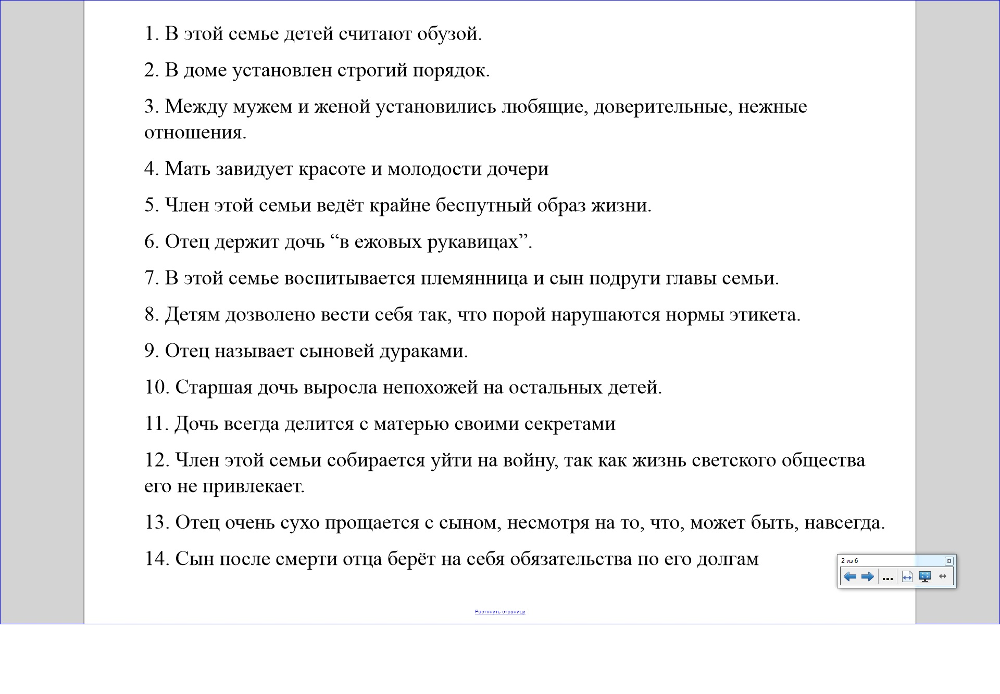 1. В этой семье детей считают обузой.
2. В доме установлен строгий порядок.
3. Между мужем и женой установились любящие, доверительные, нежные
отношения.
4. Мать завидует красоте и молодости дочери
5. Член этой семьи ведёт крайне беспутный образ жизни.
6. Отец держит дочь “в ежовых рукавицах”.
7. В этой семье воспитывается племянница и сын подруги главы семьи.
8. Детям дозволено вести себя так, что порой нарушаются нормы этикета.
9. Отец называет сыновей дураками.
10. Старшая дочь выросла непохожей на остальных детей.
11. Дочь всегда делится с матерью своими секретами
12. Член этой семьи собирается уйти на войну, так как жизнь светского общества
его не привлекает.
13. Отец очень сухо прощается с сыном, несмотря на то, что, может быть, навсегда.
14. Сын после смерти отца берёт на себя обязательства по его долгам
2 из 6
...
Растянуть страницу